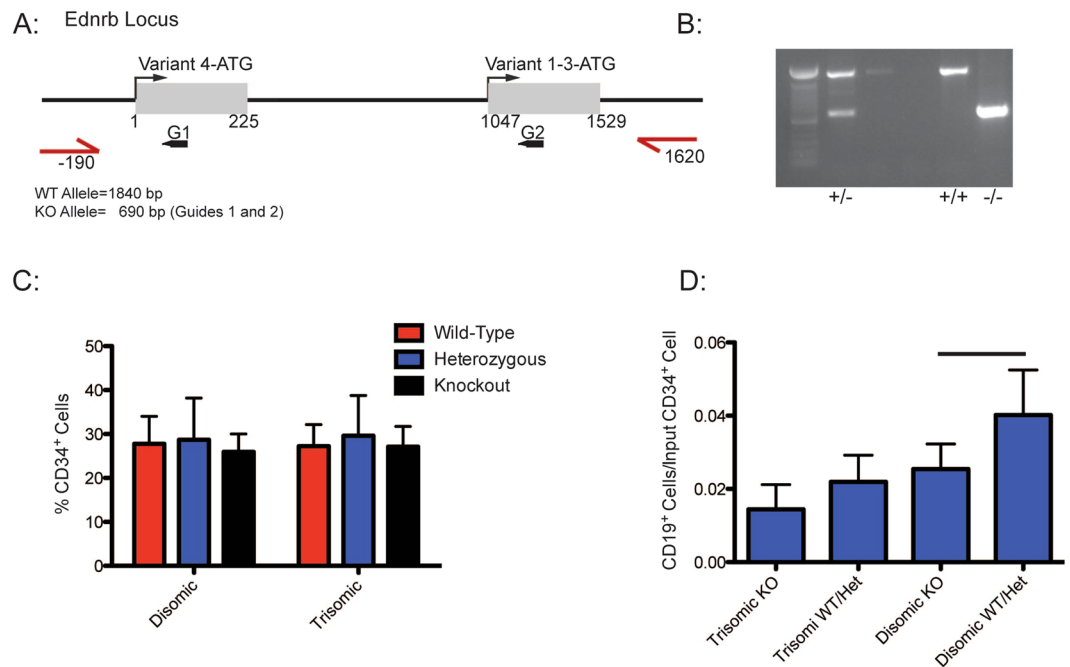 A:
Ednrb Locus
Variant 4-ATG
Variant 1-3-ATG
1
225
1047
1529
G1
G2
-190
1620
WT Allele=1840 bp
KO Allele= 690 bp (Guides 1 and 2)
B:
+/-
+/+
-/-
C:
Wild-Type
Heterozygous
Knockout
% CD34⁺ Cells
50
40
30
20
10
0
Disomic
Trisomic
D:
CD19⁺ Cells/Input CD34⁺ Cell
0.06
0.04
0.02
0.00
Trisomic KO
Trisomi WT/Het
Disomic KO
Disomic WT/Het